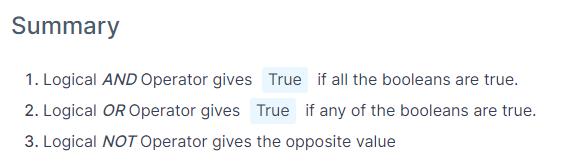 Summary
1. Logical AND Operator gives True if all the booleans are true.
2. Logical OR Operator gives True if any of the booleans are true.
3. Logical NOT Operator gives the opposite value